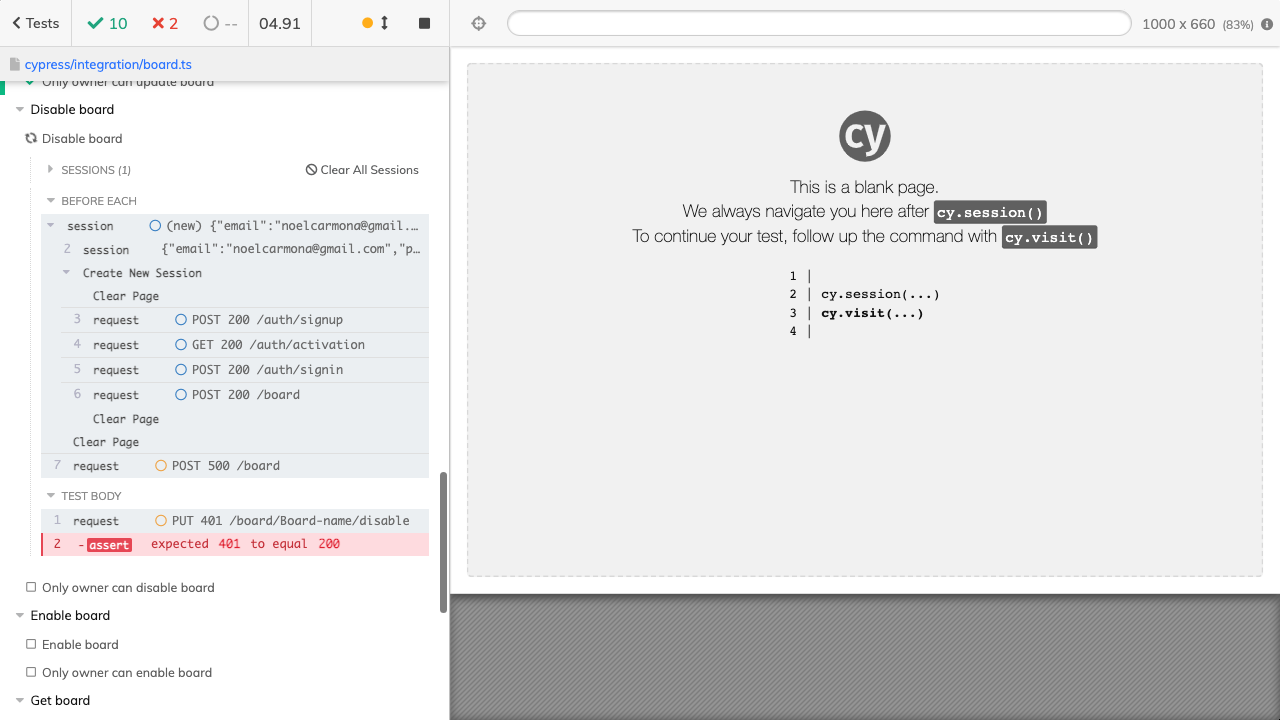 Tests
10
2
--
04.91
1000 x 660 (83%)
cypress/integration/board.ts
Only owner can update board
Disable board
Disable board
SESSIONS (1)
Clear All Sessions
BEFORE EACH
session (new) {"email":"noelcarmona@gmail.…
2 session {"email":"noelcarmona@gmail.com","p…
Create New Session
Clear Page
3 request POST 200 /auth/signup
4 request GET 200 /auth/activation
5 request POST 200 /auth/signin
6 request POST 200 /board
Clear Page
Clear Page
7 request POST 500 /board
TEST BODY
1 request PUT 401 /board/Board-name/disable
2 -assert expected 401 to equal 200
Only owner can disable board
Enable board
Enable board
Only owner can enable board
Get board
cy
This is a blank page.
We always navigate you here after cy.session()
To continue your test, follow up the command with cy.visit()
1 |
2 | cy.session(...)
3 | cy.visit(...)
4 |